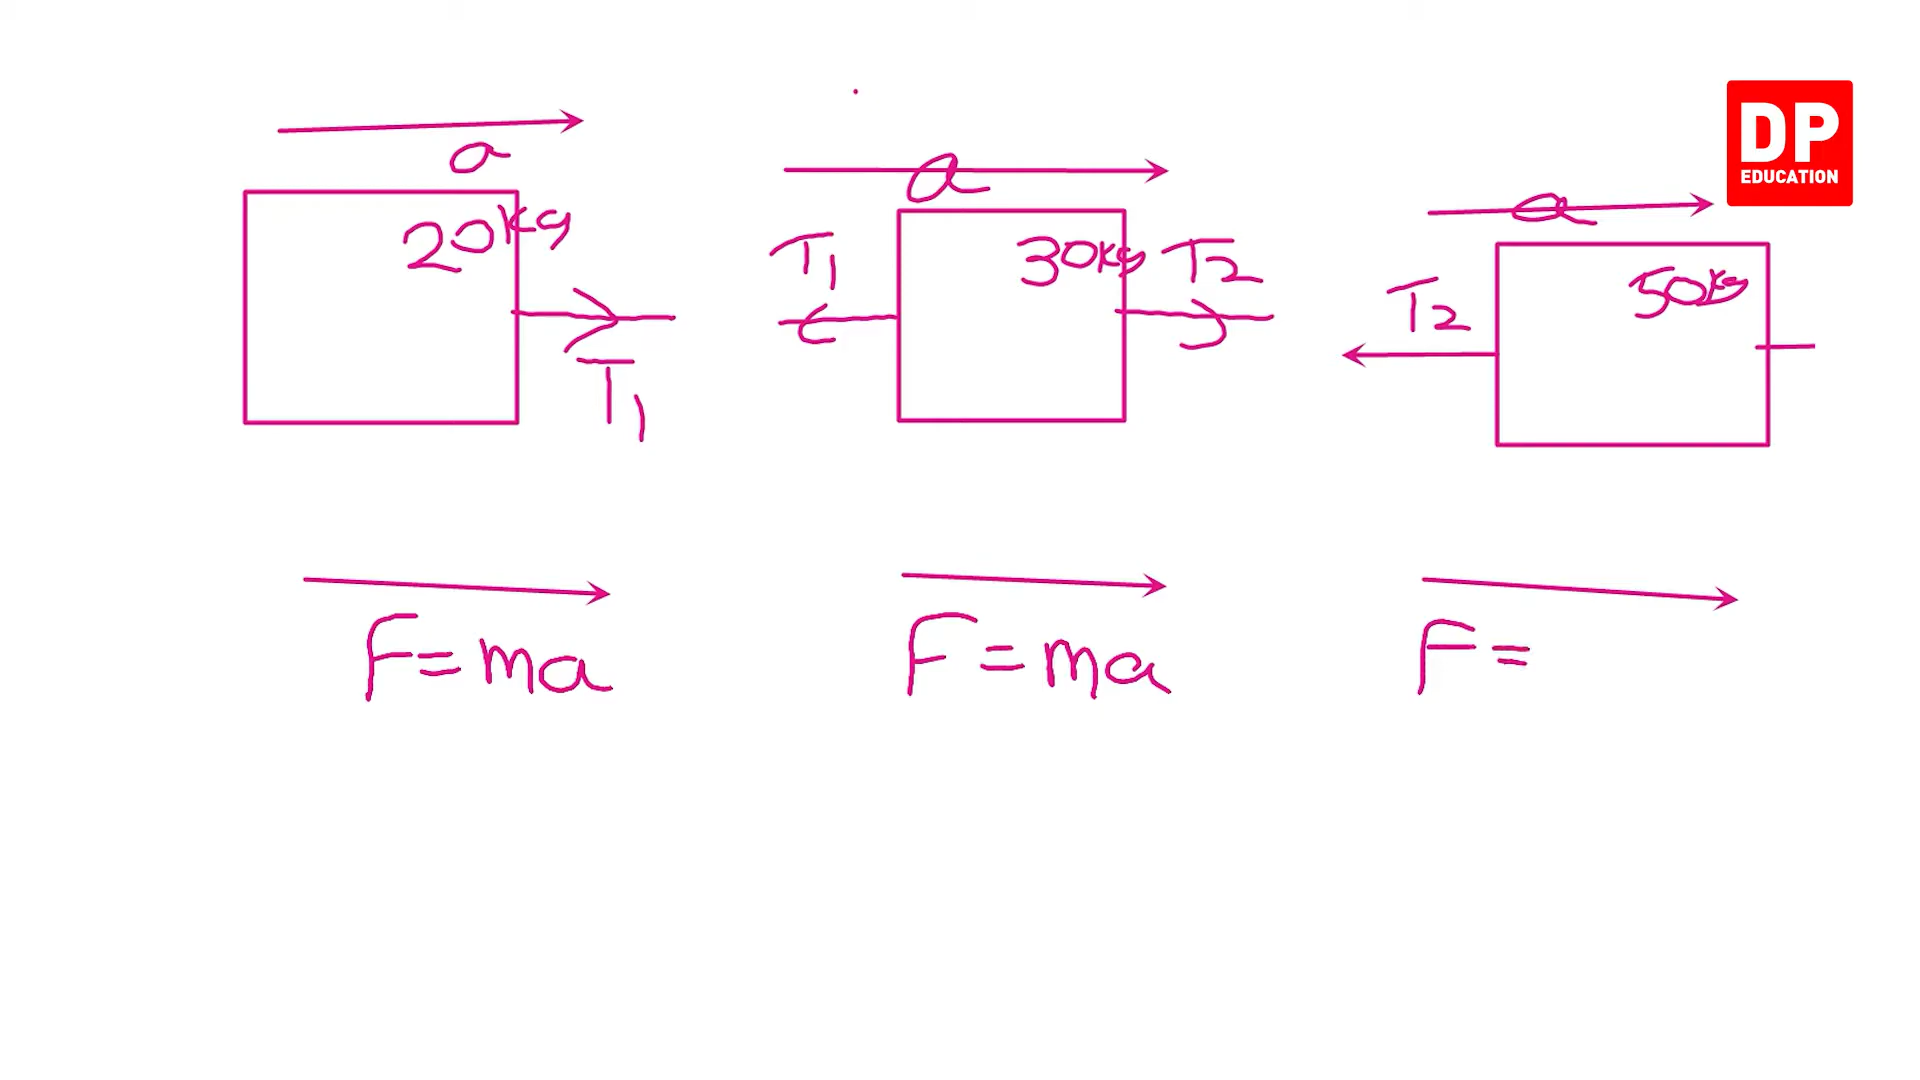 a
20kg
T1
a
T1
30kg
T2
a
T2
50kg
DP
EDUCATION
F=ma
F=ma
F=